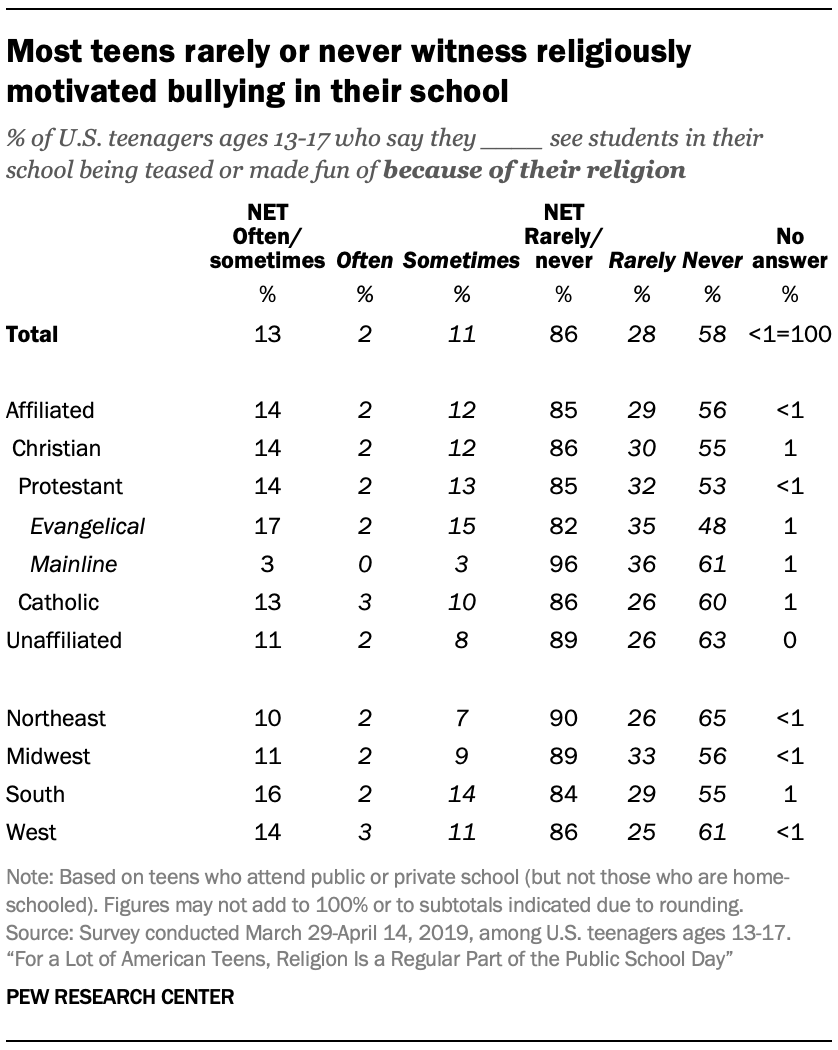 Most teens rarely or never witness religiously
motivated bullying in their school
% of U.S. teenagers ages 13-17 who say they ____ see students in their
school being teased or made fun of because of their religion
NET Often/ sometimes Often Sometimes NET Rarely/ never Rarely Never No answer
% % % % % % %
Total 13 2 11 86 28 58 <1=100
Affiliated 14 2 12 85 29 56 <1
Christian 14 2 12 86 30 55 1
Protestant 14 2 13 85 32 53 <1
Evangelical 17 2 15 82 35 48 1
Mainline 3 0 3 96 36 61 1
Catholic 13 3 10 86 26 60 1
Unaffiliated 11 2 8 89 26 63 0
Northeast 10 2 7 90 26 65 <1
Midwest 11 2 9 89 33 56 <1
South 16 2 14 84 29 55 1
West 14 3 11 86 25 61 <1
Note: Based on teens who attend public or private school (but not those who are home-
schooled). Figures may not add to 100% or to subtotals indicated due to rounding.
Source: Survey conducted March 29-April 14, 2019, among U.S. teenagers ages 13-17.
“For a Lot of American Teens, Religion Is a Regular Part of the Public School Day”
PEW RESEARCH CENTER